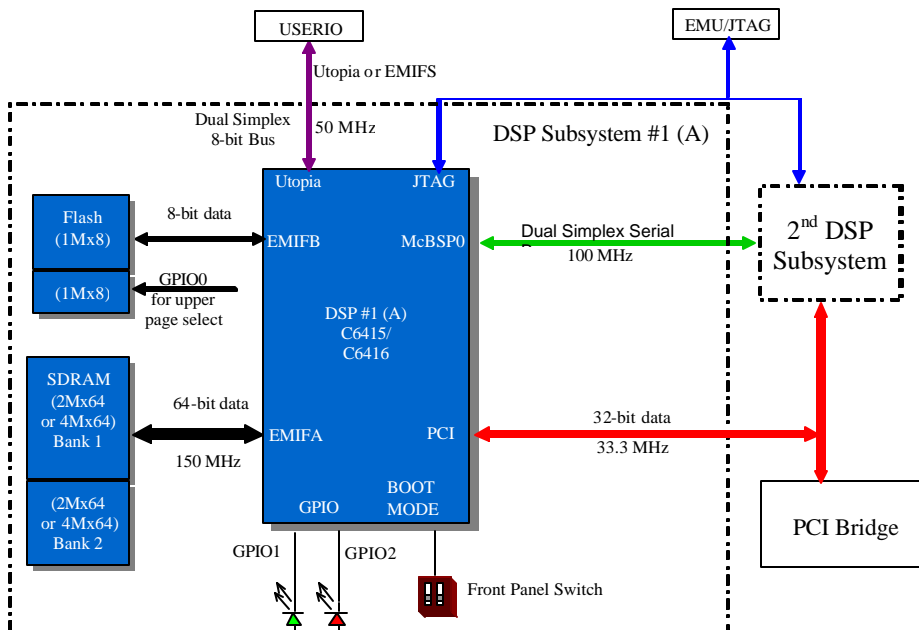 USERIO
EMU/JTAG
Utopia or EMIFS
Dual Simplex
8-bit Bus
50 MHz
DSP Subsystem #1 (A)
Utopia
JTAG
Flash
(1Mx8)
8-bit data
EMIFB
McBSP0
Dual Simplex Serial
100 MHz
2nd DSP
Subsystem
(1Mx8)
GPIO0
for upper
page select
DSP #1 (A)
C6415/
C6416
SDRAM
(2Mx64
or 4Mx64)
Bank 1
64-bit data
EMIFA
150 MHz
PCI
32-bit data
33.3 MHz
(2Mx64
or 4Mx64)
Bank 2
GPIO
BOOT
MODE
PCI Bridge
GPIO1
GPIO2
Front Panel Switch